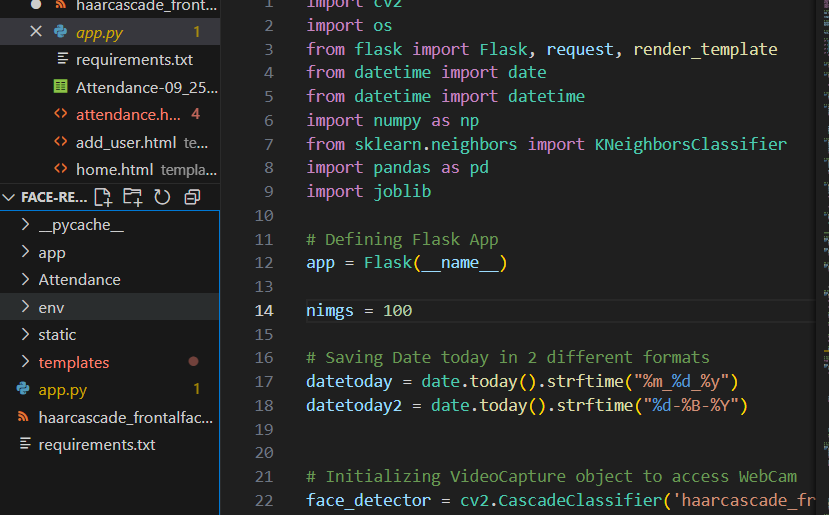 haarcascade_front...
app.py 1
requirements.txt
Attendance-09_25...
attendance.h... 4
add_user.html te...
home.html templa...
FACE-RE...
__pycache__
app
Attendance
env
static
templates
app.py 1
haarcascade_frontalfac...
requirements.txt
1 import cv2
2 import os
3 from flask import Flask, request, render_template
4 from datetime import date
5 from datetime import datetime
6 import numpy as np
7 from sklearn.neighbors import KNeighborsClassifier
8 import pandas as pd
9 import joblib
10
11 # Defining Flask App
12 app = Flask(__name__)
13
14 nimgs = 100
15
16 # Saving Date today in 2 different formats
17 datetoday = date.today().strftime("%m_%d_%y")
18 datetoday2 = date.today().strftime("%d-%B-%Y")
19
20
21 # Initializing VideoCapture object to access WebCam
22 face_detector = cv2.CascadeClassifier('haarcascade_fr